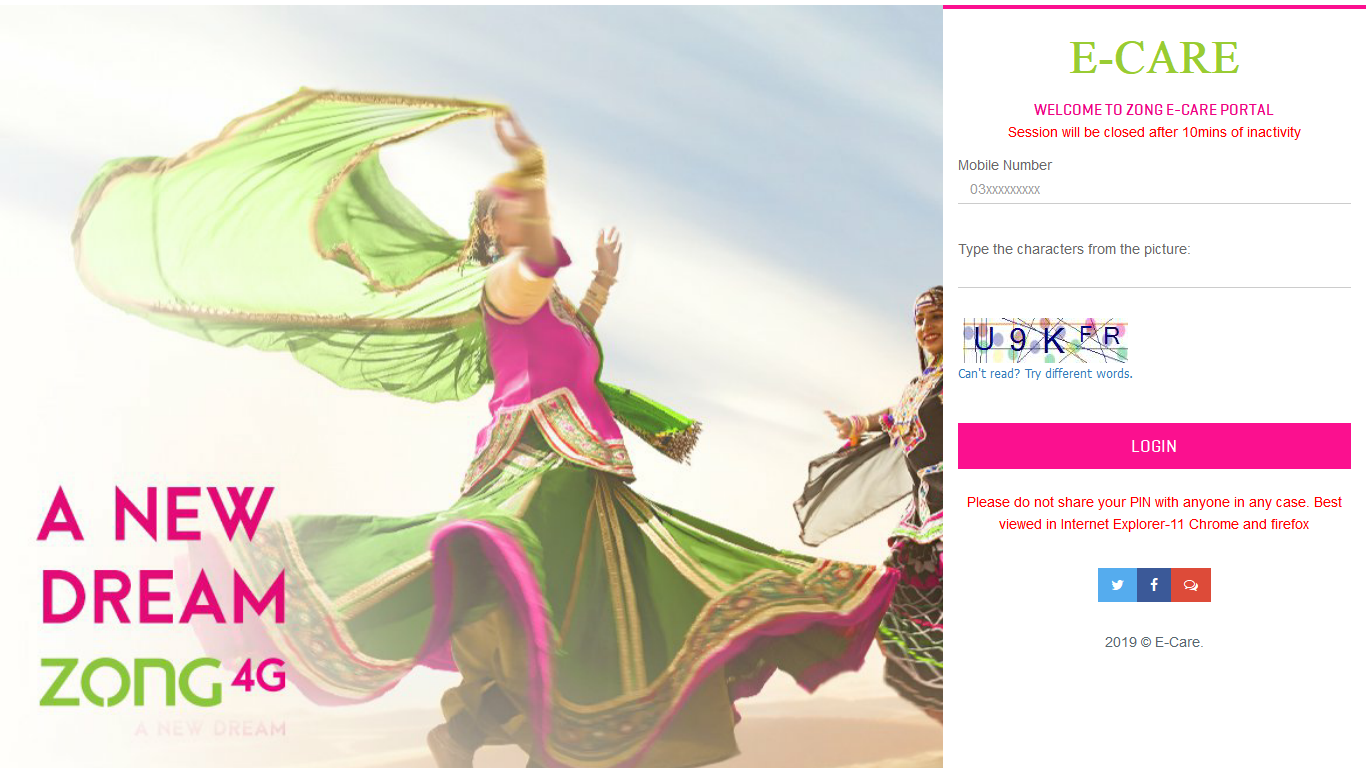 A NEW
DREAM
ZONG 4G
A NEW DREAM
E-CARE
WELCOME TO ZONG E-CARE PORTAL
Session will be closed after 10mins of inactivity
Mobile Number
03xxxxxxxxx
Type the characters from the picture:
U9KFR
Can't read? Try different words.
LOGIN
Please do not share your PIN with anyone in any case. Best
viewed in Internet Explorer-11 Chrome and firefox
2019 © E-Care.